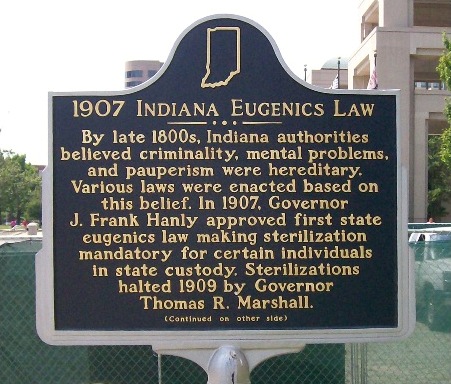 1907 Indiana Eugenics Law
By late 1800s, Indiana authorities
believed criminality, mental problems,
and pauperism were hereditary.
Various laws were enacted based on
this belief. In 1907, Governor
J. Frank Hanly approved first state
eugenics law making sterilization
mandatory for certain individuals
in state custody. Sterilizations
halted 1909 by Governor
Thomas R. Marshall.
(Continued on other side)